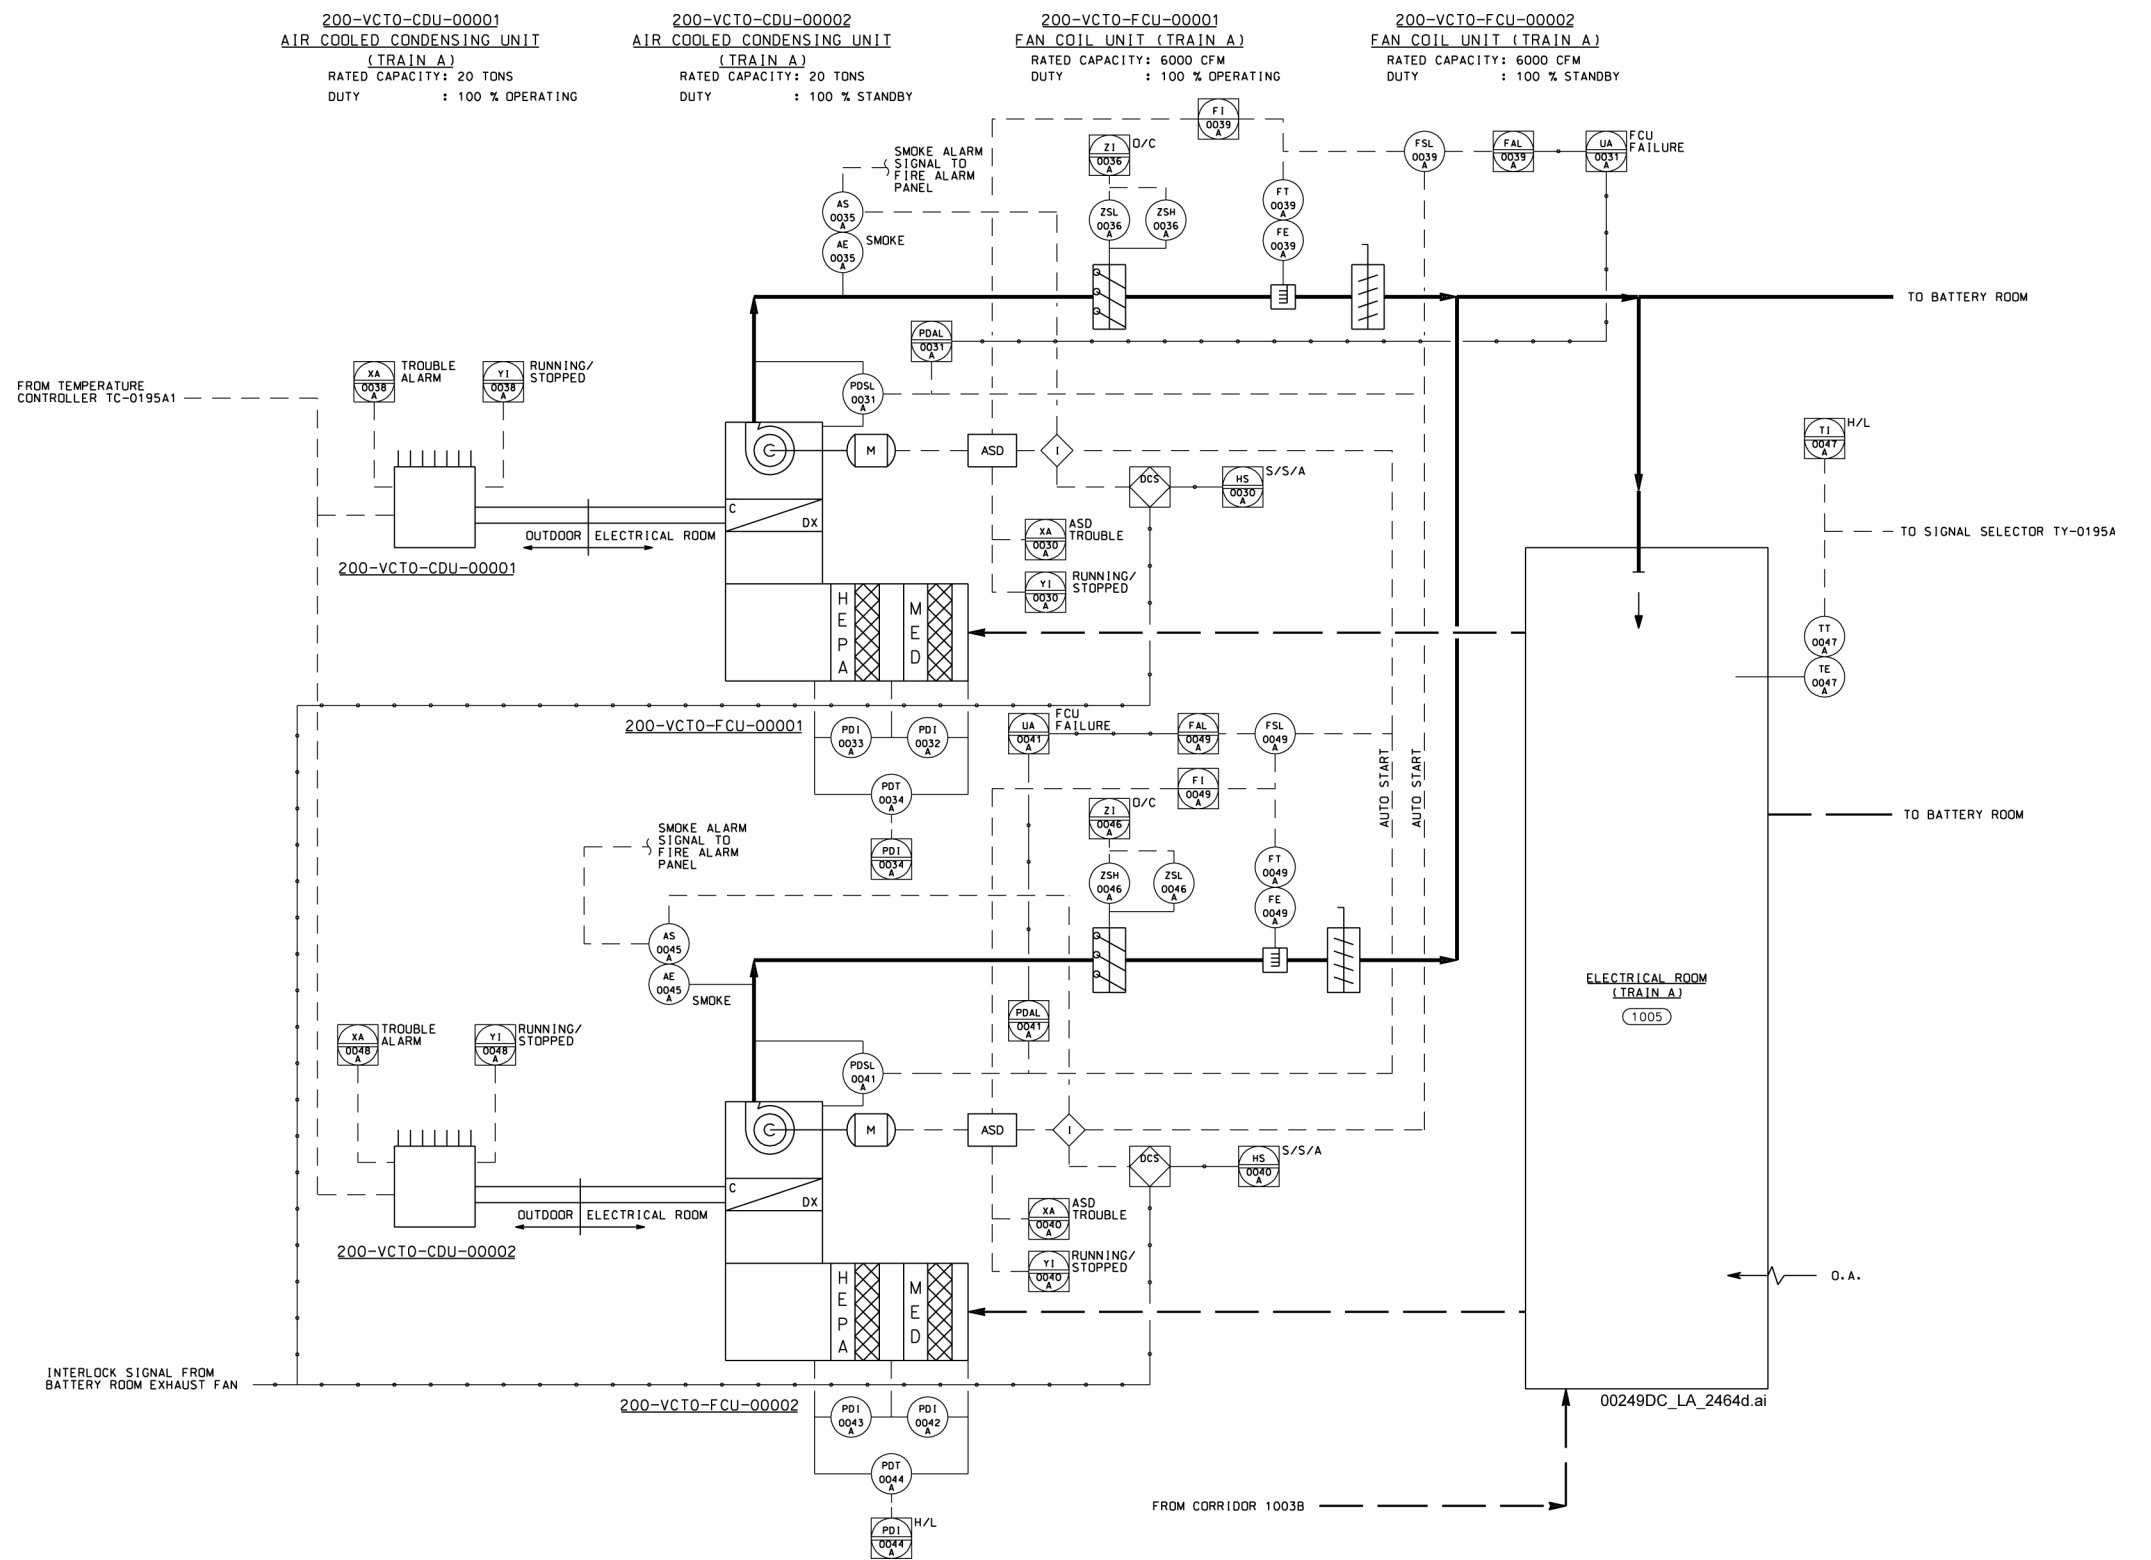 200-VCTO-CDU-00001
AIR COOLED CONDENSING UNIT
(TRAIN A)
RATED CAPACITY: 20 TONS
DUTY : 100 % OPERATING
200-VCTO-CDU-00002
AIR COOLED CONDENSING UNIT
(TRAIN A)
RATED CAPACITY: 20 TONS
DUTY : 100 % STANDBY
200-VCTO-FCU-00001
FAN COIL UNIT (TRAIN A)
RATED CAPACITY: 6000 CFM
DUTY : 100 % OPERATING
200-VCTO-FCU-00002
FAN COIL UNIT (TRAIN A)
RATED CAPACITY: 6000 CFM
DUTY : 100 % STANDBY
FI
0039
A
ZI
0036
A
O/C
FSL
0039
A
FAL
0039
A
UA
0031
A
FCU
FAILURE
SMOKE ALARM
SIGNAL TO
FIRE ALARM
PANEL
AS
0035
A
AE
0035
A
SMOKE
ZSL
0036
A
ZSH
0036
A
FT
0039
A
FE
0039
A
TO BATTERY ROOM
PDAL
0031
A
FROM TEMPERATURE
CONTROLLER TC-0195A1
XA
0038
A
TROUBLE
ALARM
YI
0038
A
RUNNING/
STOPPED
PDSL
0031
A
M
ASD
I
DCS
HS
0030
A
S/S/A
TI
0047
A
H/L
C
DX
OUTDOOR
ELECTRICAL ROOM
200-VCTO-CDU-00001
XA
0030
A
ASD
TROUBLE
YI
0030
A
RUNNING/
STOPPED
TO SIGNAL SELECTOR TY-0195A
HEPA
MED
TT
0047
A
TE
0047
A
200-VCTO-FCU-00001
PDI
0033
A
PDI
0032
A
PDT
0034
A
PDI
0034
A
UA
0041
A
FCU
FAILURE
FAL
0049
A
FSL
0049
A
FI
0049
A
AUTO START
AUTO START
TO BATTERY ROOM
SMOKE ALARM
SIGNAL TO
FIRE ALARM
PANEL
ZI
0046
A
O/C
ZSH
0046
A
ZSL
0046
A
FT
0049
A
FE
0049
A
AS
0045
A
AE
0045
A
SMOKE
ELECTRICAL ROOM
(TRAIN A)
1005
XA
0048
A
TROUBLE
ALARM
YI
0048
A
RUNNING/
STOPPED
PDAL
0041
A
PDSL
0041
A
M
ASD
I
DCS
HS
0040
A
S/S/A
C
DX
OUTDOOR
ELECTRICAL ROOM
200-VCTO-CDU-00002
XA
0040
A
ASD
TROUBLE
YI
0040
A
RUNNING/
STOPPED
O.A.
HEPA
MED
INTERLOCK SIGNAL FROM
BATTERY ROOM EXHAUST FAN
200-VCTO-FCU-00002
00249DC_LA_2464d.ai
PDI
0043
A
PDI
0042
A
PDT
0044
A
PDI
0044
A
H/L
FROM CORRIDOR 1003B